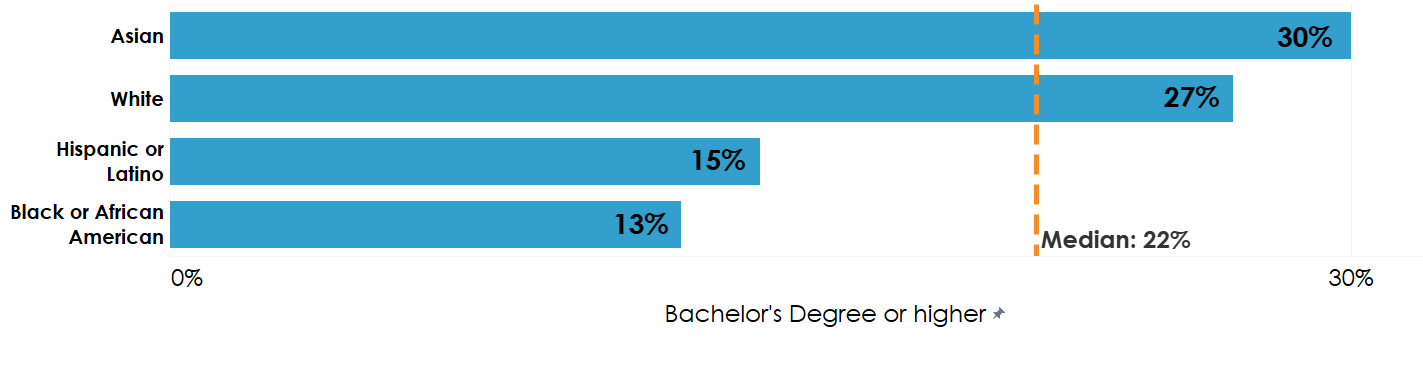 Asian
30%
White
27%
Hispanic or
Latino
15%
Black or African
American
13%
Median: 22%
0%
30%
Bachelor's Degree or higher